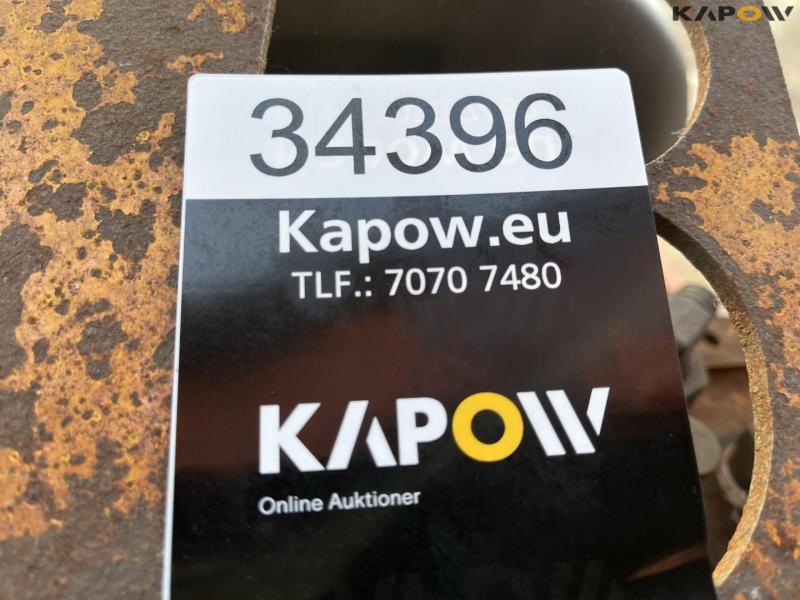 KAPOW
34396
Kapow.eu
TLF.: 7070 7480
KAPOW
Online Auktioner